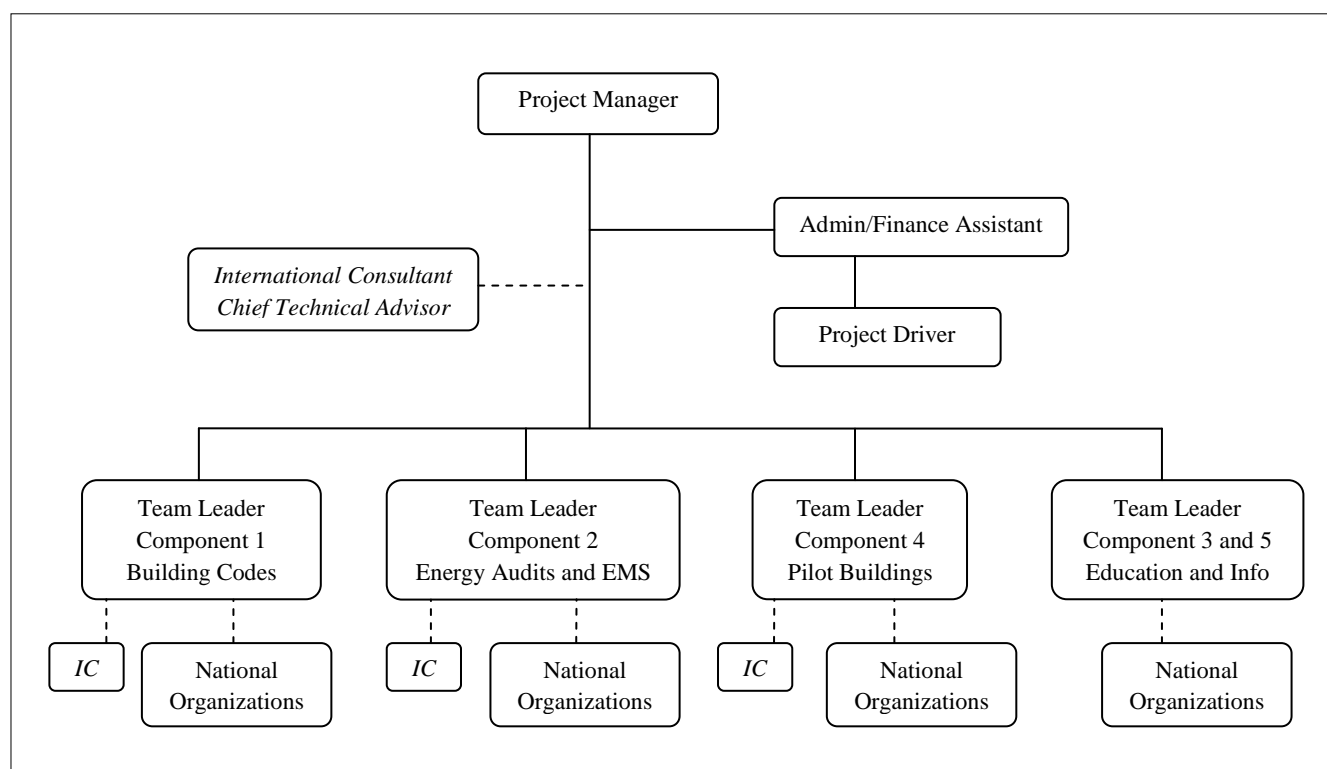 Project Manager
Admin/Finance Assistant
International Consultant
Chief Technical Advisor
Project Driver
Team Leader
Component 1
Building Codes
Team Leader
Component 2
Energy Audits and EMS
Team Leader
Component 4
Pilot Buildings
Team Leader
Component 3 and 5
Education and Info
IC
National
Organizations
IC
National
Organizations
IC
National
Organizations
National
Organizations